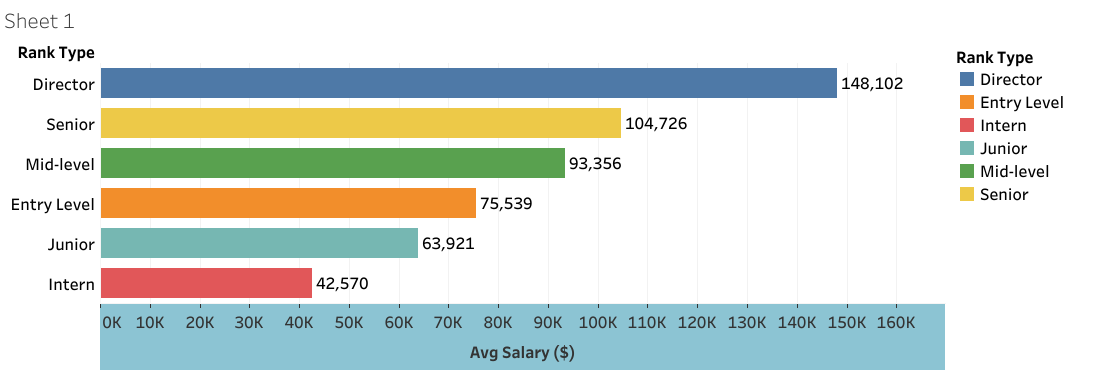 Sheet 1
Rank Type
Director 148,102
Senior 104,726
Mid-level 93,356
Entry Level 75,539
Junior 63,921
Intern 42,570
0K 10K 20K 30K 40K 50K 60K 70K 80K 90K 100K 110K 120K 130K 140K 150K 160K
Avg Salary ($)
Rank Type
Director
Entry Level
Intern
Junior
Mid-level
Senior